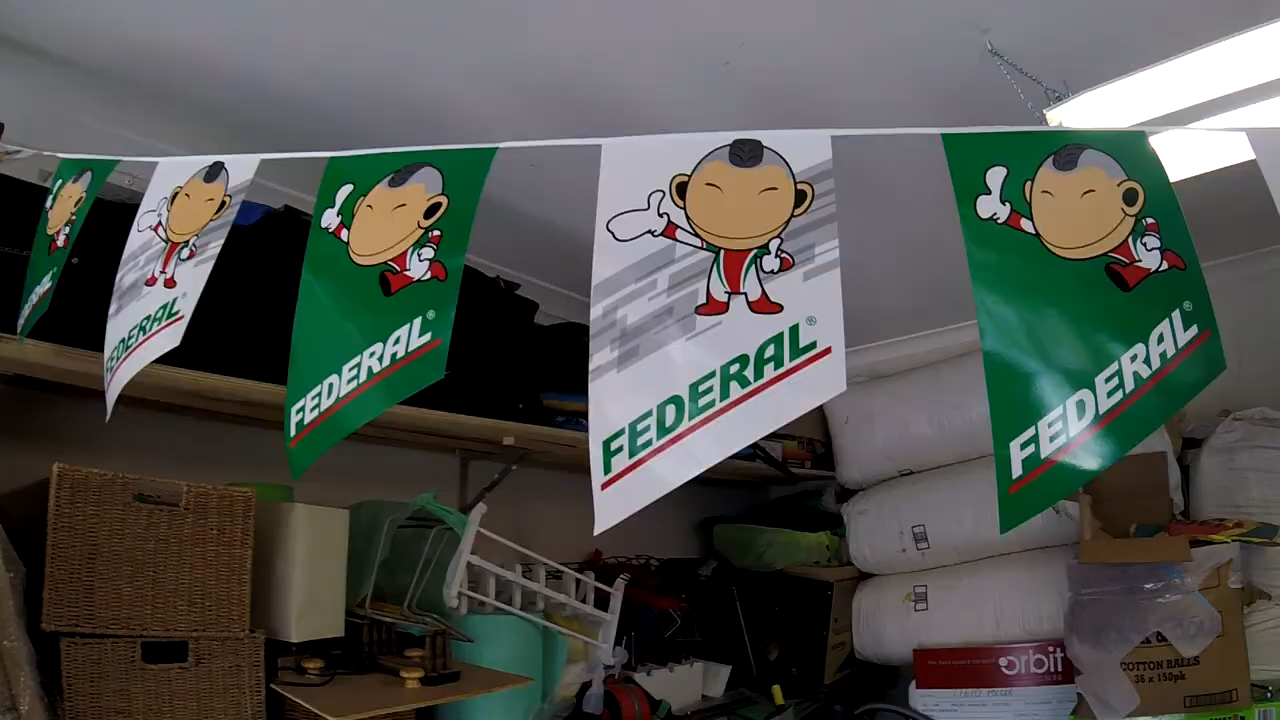 FEDERAL
FEDERAL
FEDERAL®
FEDERAL®
FEDERAL®
orbit
COTTON BALLS
36 x 150pk